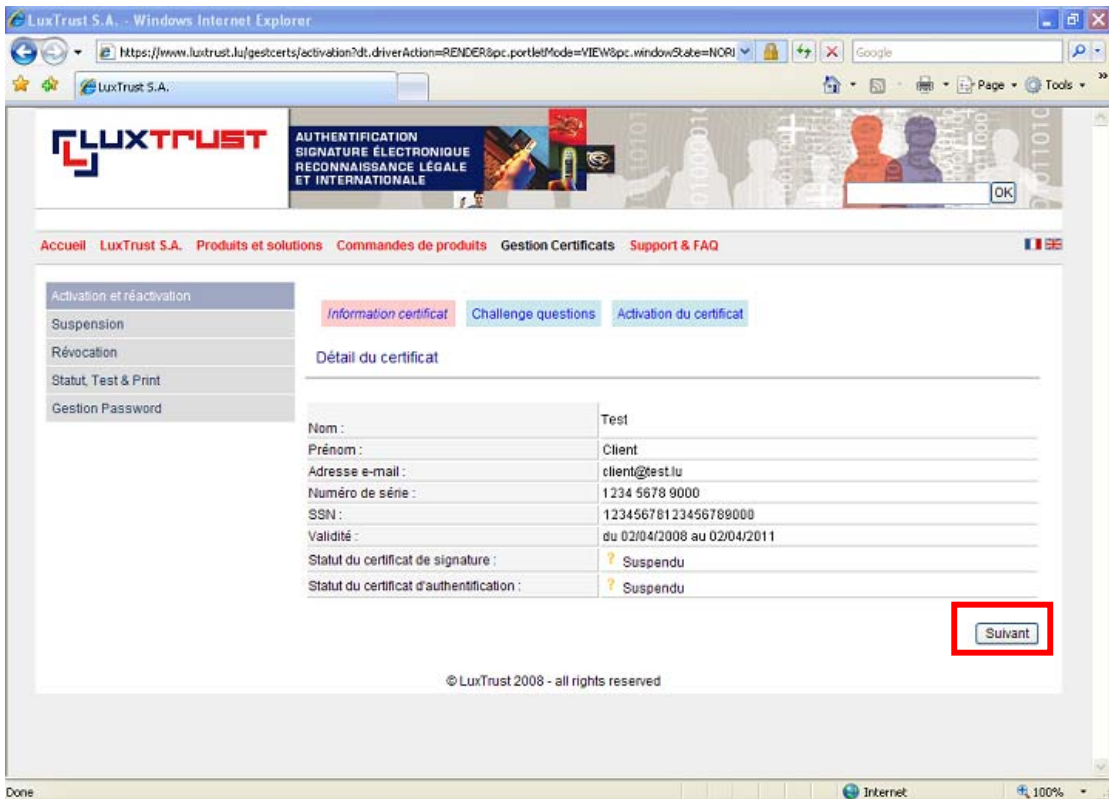 LuxTrust S.A. - Windows Internet Explorer
https://www.luxtrust.lu/gestcerts/activation?dt.driverAction=RENDER&pc.portletMode=VIEW&pc.windowState=NORI
Google
LuxTrust S.A.
Page
Tools
LUXTRUST
AUTHENTIFICATION
SIGNATURE ÉLECTRONIQUE
RECONNAISSANCE LÉGALE
ET INTERNATIONALE
OK
Accueil LuxTrust S.A. Produits et solutions Commandes de produits Gestion Certificats Support & FAQ
Activation et réactivation
Suspension
Révocation
Statut, Test & Print
Gestion Password
Information certificat Challenge questions Activation du certificat
Détail du certificat
Nom : Test
Prénom : Client
Adresse e-mail : client@test.lu
Numéro de série : 1234 5678 9000
SSN : 12345678123456789000
Validité : du 02/04/2008 au 02/04/2011
Statut du certificat de signature : ? Suspendu
Statut du certificat d'authentification : ? Suspendu
Suivant
© LuxTrust 2008 - all rights reserved
Done
Internet
100%